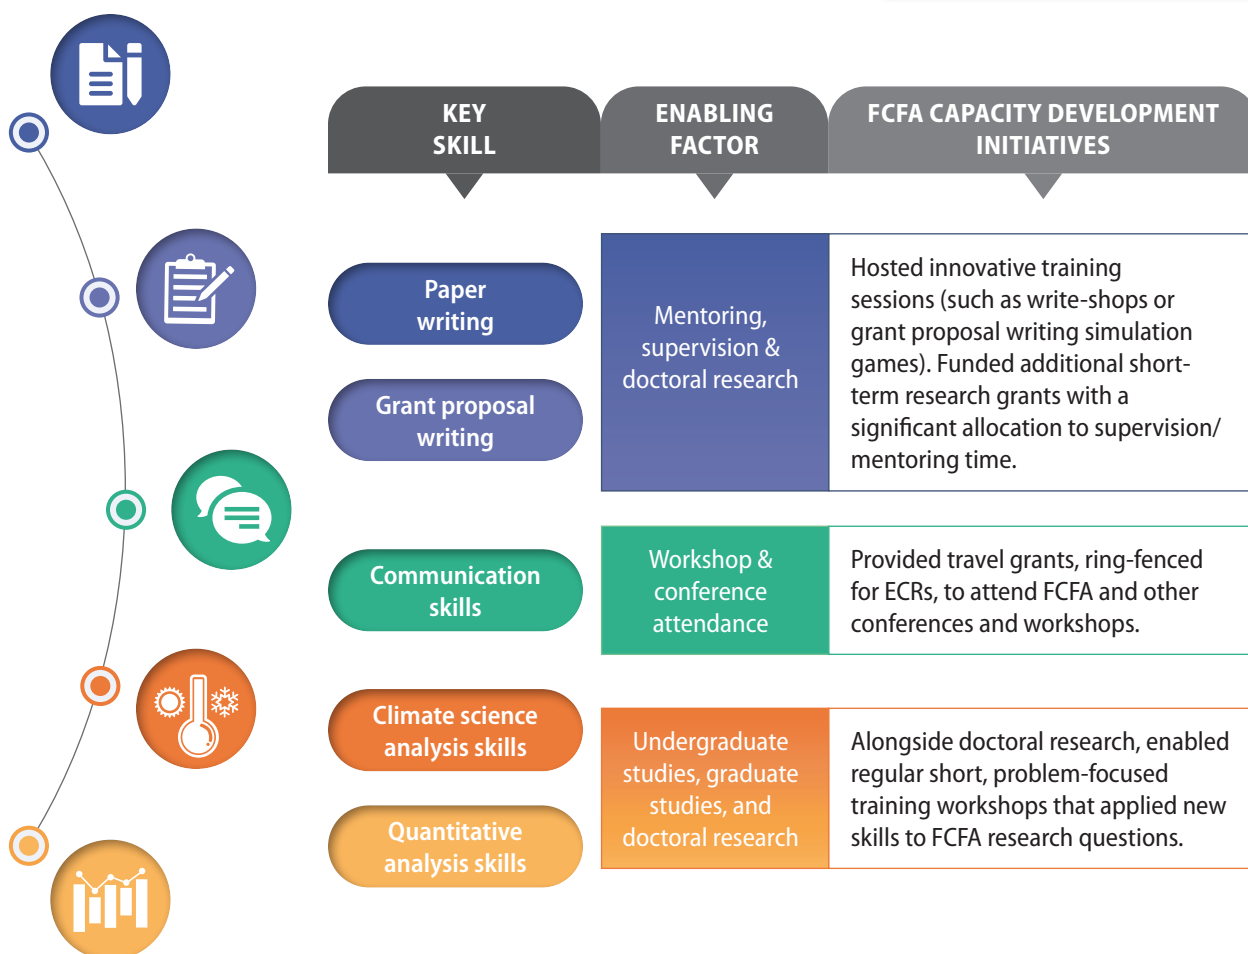 KEY
SKILL
ENABLING
FACTOR
FCFA CAPACITY DEVELOPMENT
INITIATIVES
Paper
writing
Grant proposal
writing
Mentoring,
supervision &
doctoral research
Hosted innovative training
sessions (such as write-shops or
grant proposal writing simulation
games). Funded additional short-
term research grants with a
significant allocation to supervision/
mentoring time.
Communication
skills
Workshop &
conference
attendance
Provided travel grants, ring-fenced
for ECRs, to attend FCFA and other
conferences and workshops.
Climate science
analysis skills
Quantitative
analysis skills
Undergraduate
studies, graduate
studies, and
doctoral research
Alongside doctoral research, enabled
regular short, problem-focused
training workshops that applied new
skills to FCFA research questions.